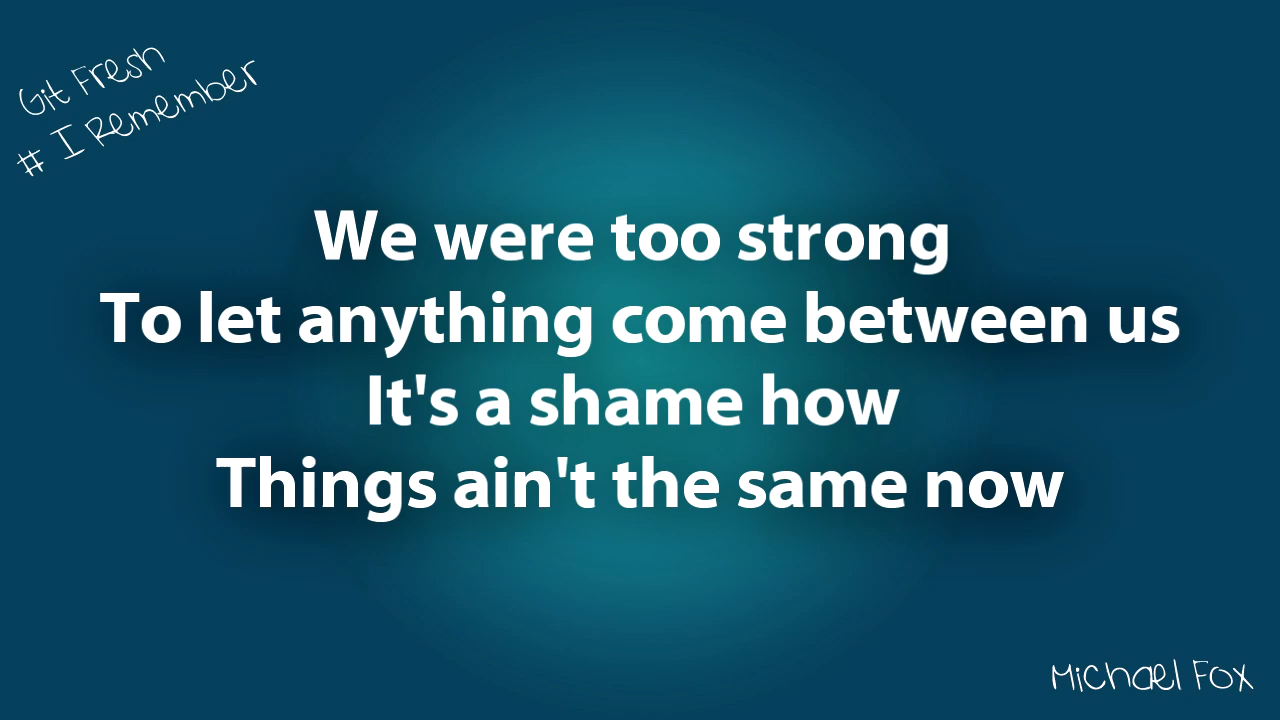 Git Fresh
# I Remember
We were too strong
To let anything come between us
It's a shame how
Things ain't the same now
Michael Fox